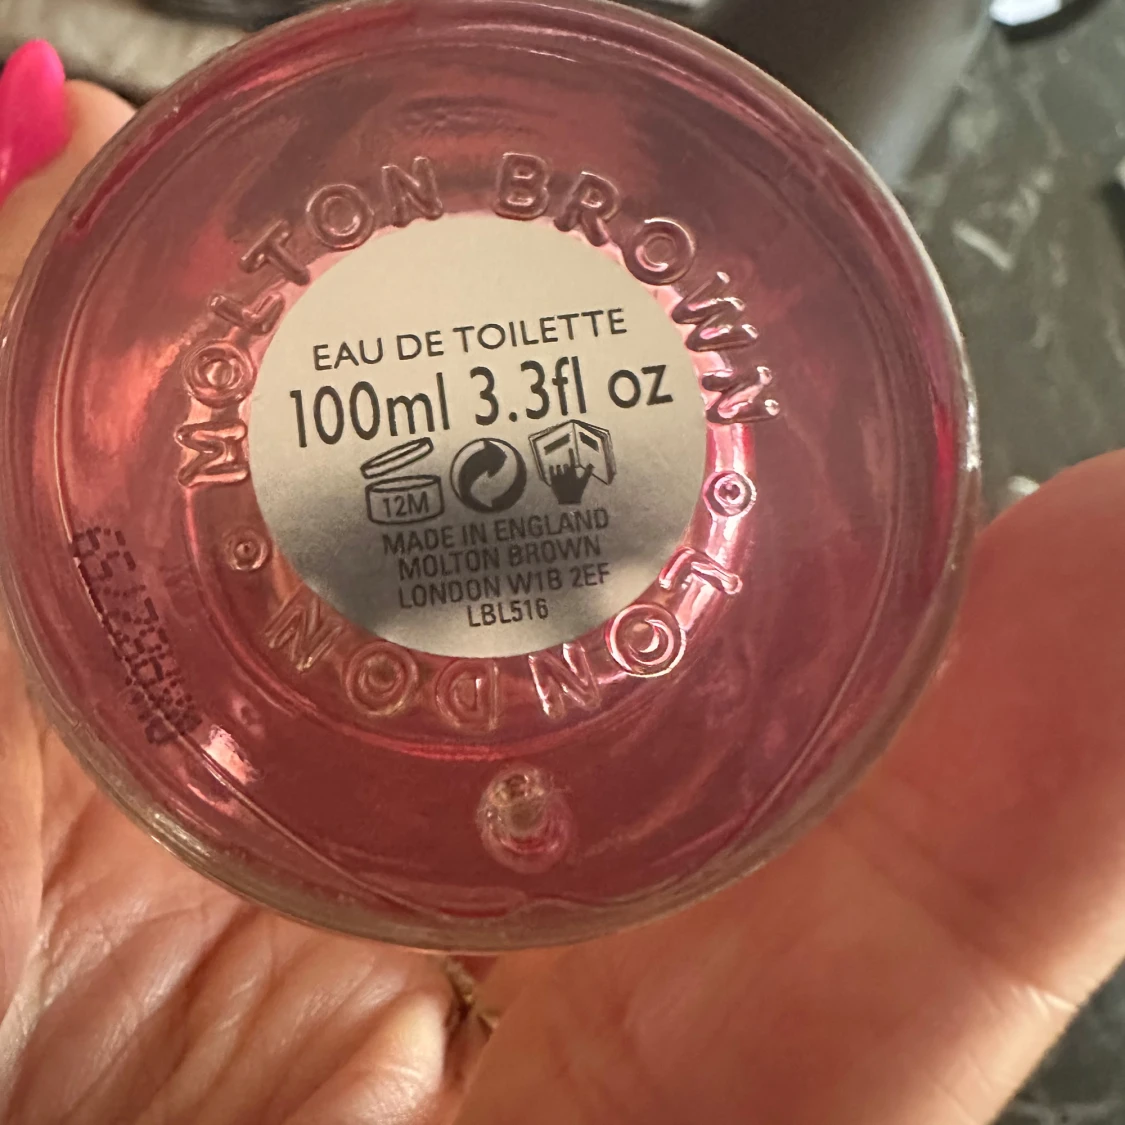 MOLTON BROWN
EAU DE TOILETTE
100ml 3.3fl oz
12M
MADE IN ENGLAND
MOLTON BROWN
LONDON W1B 2EF
LBL516
LONDON